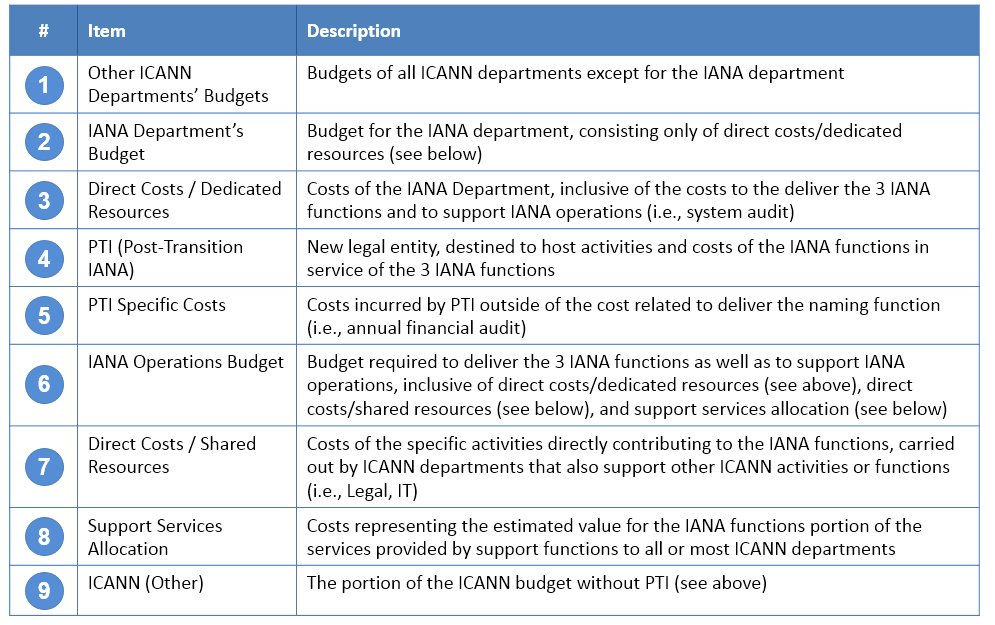 # Item Description
1 Other ICANN Budgets of all ICANN departments except for the IANA department
Departments’ Budgets
2 IANA Department’s Budget for the IANA department, consisting only of direct costs/dedicated
Budget resources (see below)
3 Direct Costs / Dedicated Costs of the IANA Department, inclusive of the costs to the deliver the 3 IANA
Resources functions and to support IANA operations (i.e., system audit)
4 PTI (Post-Transition New legal entity, destined to host activities and costs of the IANA functions in
IANA) service of the 3 IANA functions
5 PTI Specific Costs Costs incurred by PTI outside of the cost related to deliver the naming function
(i.e., annual financial audit)
6 IANA Operations Budget Budget required to deliver the 3 IANA functions as well as to support IANA
operations, inclusive of direct costs/dedicated resources (see above), direct
costs/shared resources (see below), and support services allocation (see below)
7 Direct Costs / Shared Costs of the specific activities directly contributing to the IANA functions, carried
Resources out by ICANN departments that also support other ICANN activities or functions
(i.e., Legal, IT)
8 Support Services Costs representing the estimated value for the IANA functions portion of the
Allocation services provided by support functions to all or most ICANN departments
9 ICANN (Other) The portion of the ICANN budget without PTI (see above)